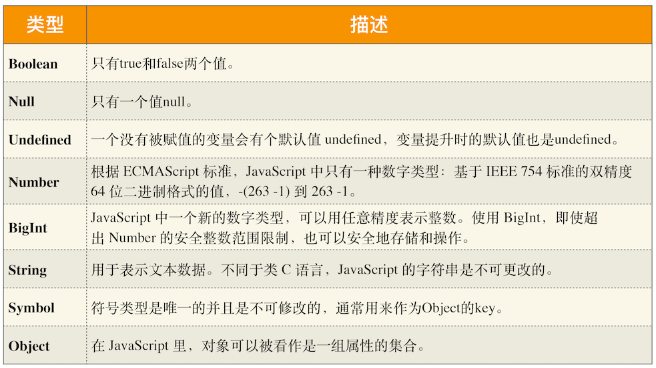 类型 描述
Boolean 只有true和false两个值。
Null 只有一个值null。
Undefined 一个没有被赋值的变量会有个默认值 undefined，变量提升时的默认值也是undefined。
Number 根据 ECMAScript 标准，JavaScript 中只有一种数字类型：基于 IEEE 754 标准的双精度
64 位二进制格式的值，-(263 -1) 到 263 -1。
BigInt JavaScript 中一个新的数字类型，可以用任意精度表示整数。使用 BigInt，即使超
出 Number 的安全整数范围限制，也可以安全地存储和操作。
String 用于表示文本数据。不同于类 C 语言，JavaScript 的字符串是不可更改的。
Symbol 符号类型是唯一的并且是不可修改的，通常用来作为Object的key。
Object 在 JavaScript 里，对象可以被看作是一组属性的集合。